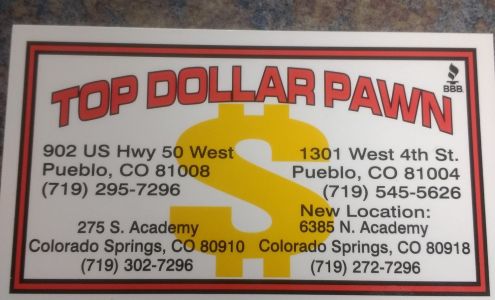 TOP DOLLAR PAWN
BBB.
902 US Hwy 50 West
Pueblo, CO 81008
(719) 295-7296
1301 West 4th St.
Pueblo, CO 81004
(719) 545-5626
275 S. Academy
Colorado Springs, CO 80910
(719) 302-7296
New Location:
6385 N. Academy
Colorado Springs, CO 80918
(719) 272-7296
$